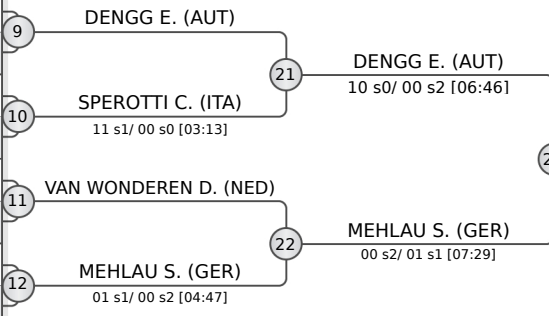 DENGG E. (AUT)
9
21
DENGG E. (AUT)
10 s0/ 00 s2 [06:46]
SPEROTTI C. (ITA)
10
11 s1/ 00 s0 [03:13]
VAN WONDEREN D. (NED)
11
22
MEHLAU S. (GER)
00 s2/ 01 s1 [07:29]
MEHLAU S. (GER)
12
01 s1/ 00 s2 [04:47]